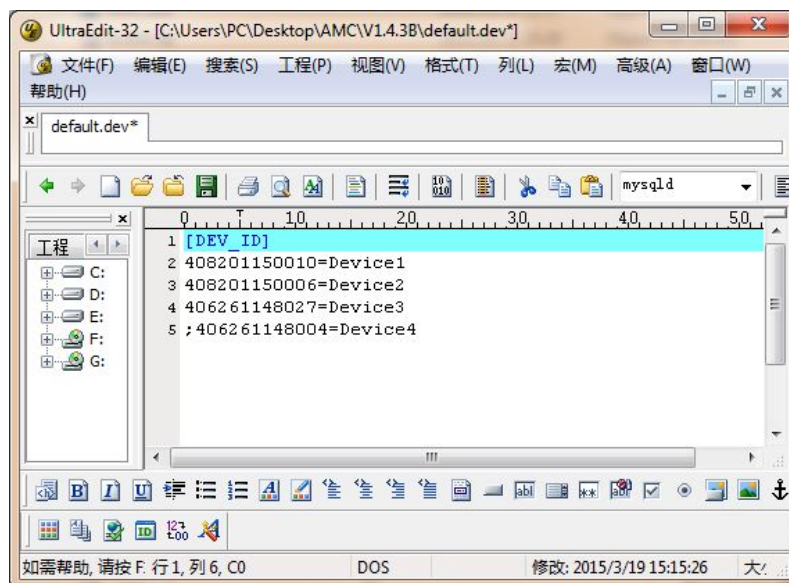 UltraEdit-32 - [C:\Users\PC\Desktop\AMC\V1.4.3B\default.dev*]
文件(F) 编辑(E) 搜索(S) 工程(P) 视图(V) 格式(T) 列(L) 宏(M) 高级(A) 窗口(W)
帮助(H)
default.dev*
mysqld
0 10 20 30 40 50
工程
C:
D:
E:
F:
G:
1 [DEV_ID]
2 408201150010=Device1
3 408201150006=Device2
4 406261148027=Device3
5 ;406261148004=Device4
如需帮助, 请按 F 行 1, 列 6, C0 DOS 修改: 2015/3/19 15:15:26